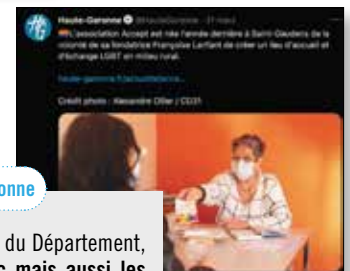 Haute-Garonne
L'association Accept est née l'année dernière à Saint-Gaudens de la
volonté de sa fondatrice Françoise Larfant de créer un lieu d'accueil et
d'échange LGBT en milieu rural.
Crédit photo : Alexandre Ollier / CD31
onne
du Département,
c mais aussi les